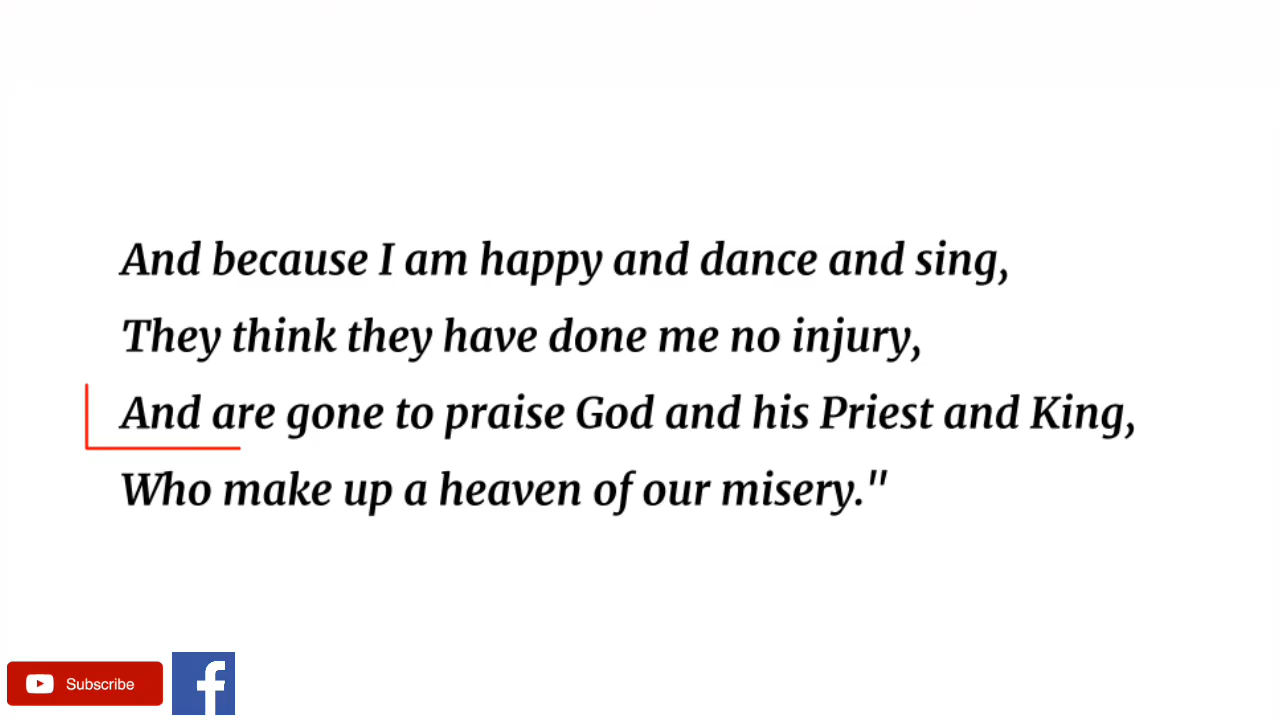 And because I am happy and dance and sing,
They think they have done me no injury,
And are gone to praise God and his Priest and King,
Who make up a heaven of our misery."
Subscribe
f